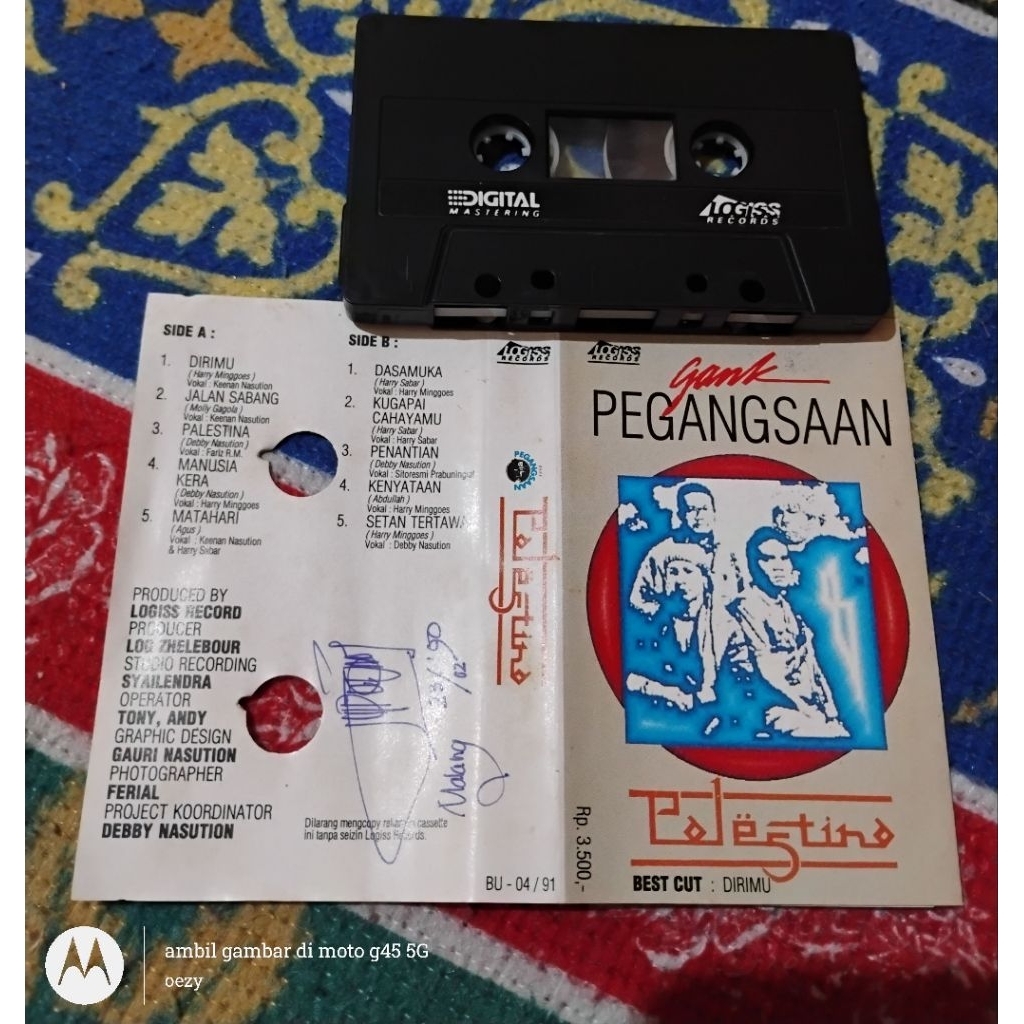 DIGITAL
MASTERING
LOGISS
RECORDS
SIDE A :
1. DIRIMU
(Harry Minggoes)
Vokal : Keenan Nasution
2. JALAN SABANG
(Molly Gagola)
Vokal : Keenan Nasution
3. PALESTINA
(Debby Nasution)
Vokal : Fariz R.M.
4. MANUSIA
KERA
(Debby Nasution)
Vokal : Harry Minggoes
5. MATAHARI
(Agus)
Vokal : Keenan Nasution
& Harry Sabar
SIDE B :
1. DASAMUKA
(Harry Sabar)
Vokal : Harry Minggoes
2. KUGAPAI
CAHAYAMU
(Harry Sabar)
Vokal : Harry Sabar
3. PENANTIAN
(Debby Nasution)
Vokal : Sitoresmi Prabuningrat
4. KENYATAAN
(Abdullah)
Vokal : Harry Minggoes
5. SETAN TERTAWA
(Harry Minggoes)
Vokal : Debby Nasution
PRODUCED BY
LOGISS RECORD
PRODUCER
LOG ZHELEBOUR
STUDIO RECORDING
SYAILENDRA
OPERATOR
TONY, ANDY
GRAPHIC DESIGN
GAURI NASUTION
PHOTOGRAPHER
FERIAL
PROJECT KOORDINATOR
DEBBY NASUTION
Malang
Dilarang mengcopy rekaman cassette
ini tanpa seizin Logiss Records.
LOGISS
RECORDS
PEGANGSAAN
Palestina
BU - 04 / 91
LOGISS
RECORDS
Gank
PEGANGSAAN
Palëstina
Rp. 3.500,-
BEST CUT : DIRIMU
ambil gambar di moto g45 5G
oezy